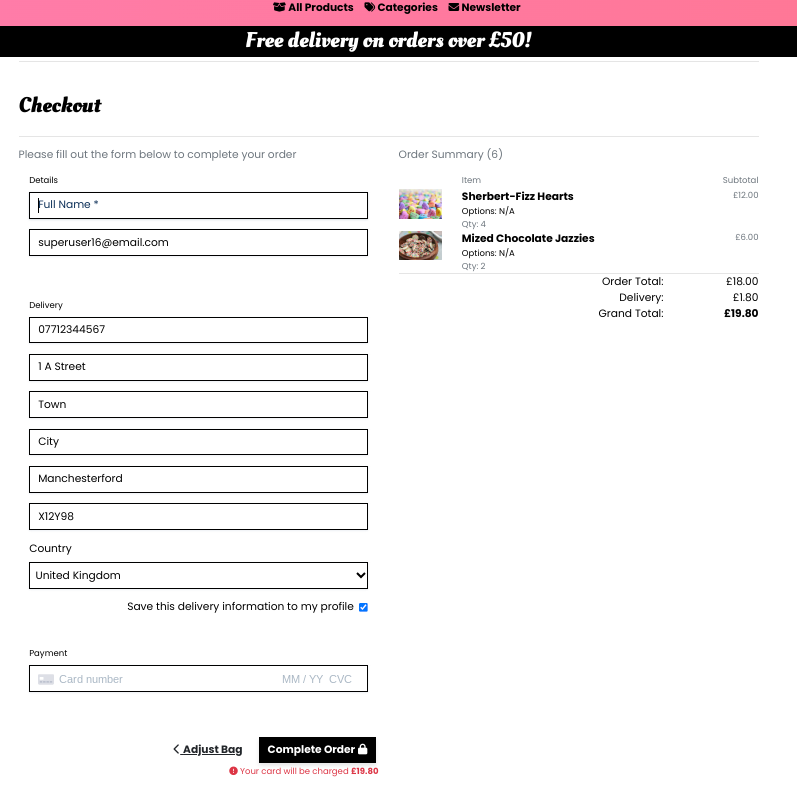 All Products Categories Newsletter
Free delivery on orders over £50!
Checkout
Please fill out the form below to complete your order
Details
Full Name *
superuser16@email.com
Delivery
07712344567
1 A Street
Town
City
Manchesterford
X12Y98
Country
United Kingdom
Save this delivery information to my profile
Payment
Card number MM / YY CVC
Adjust Bag Complete Order
Your card will be charged £19.80
Order Summary (6)
Item Subtotal
Sherbert-Fizz Hearts £12.00
Options: N/A
Qty: 4
Mized Chocolate Jazzies £6.00
Options: N/A
Qty: 2
Order Total: £18.00
Delivery: £1.80
Grand Total: £19.80